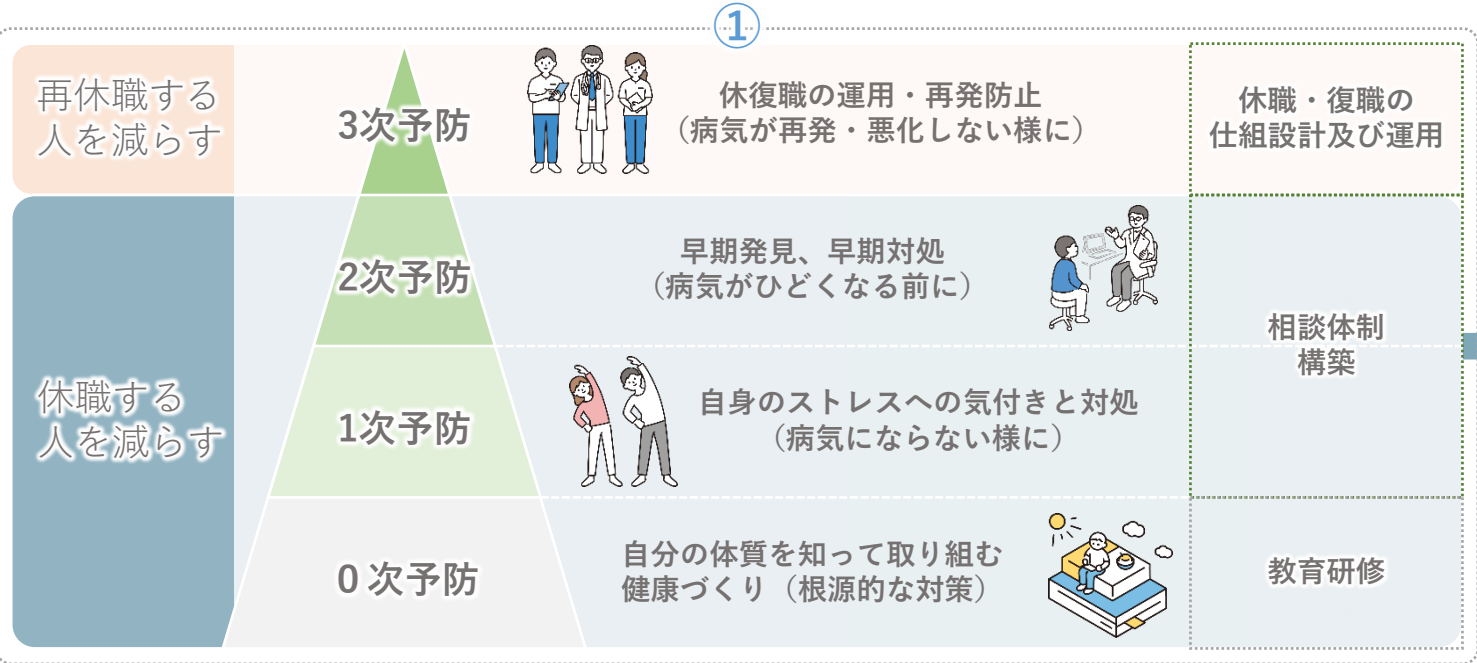 ①
再休職する
人を減らす
3次予防
休復職の運用・再発防止
（病気が再発・悪化しない様に）
休職・復職の
仕組設計及び運用
休職する
人を減らす
2次予防
早期発見、早期対処
（病気がひどくなる前に）
相談体制
構築
1次予防
自身のストレスへの気付きと対処
（病気にならない様に）
0 次予防
自分の体質を知って取り組む
健康づくり（根源的な対策）
教育研修